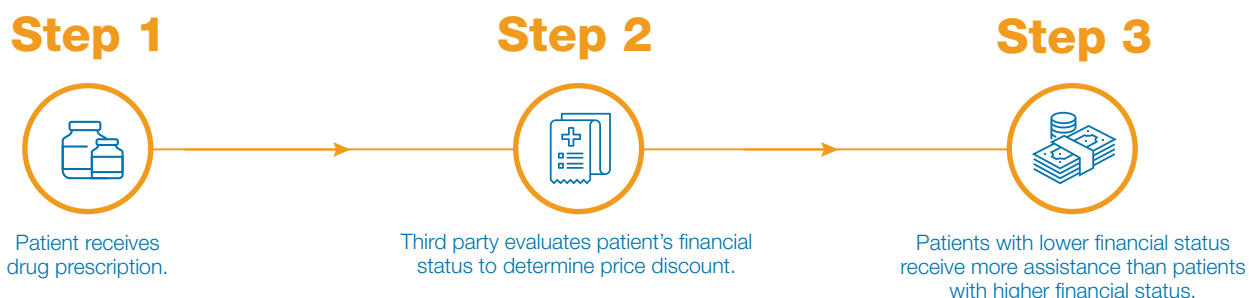 Step 1
Patient receives
drug prescription.
Step 2
Third party evaluates patient's financial
status to determine price discount.
Step 3
Patients with lower financial status
receive more assistance than patients
with higher financial status.